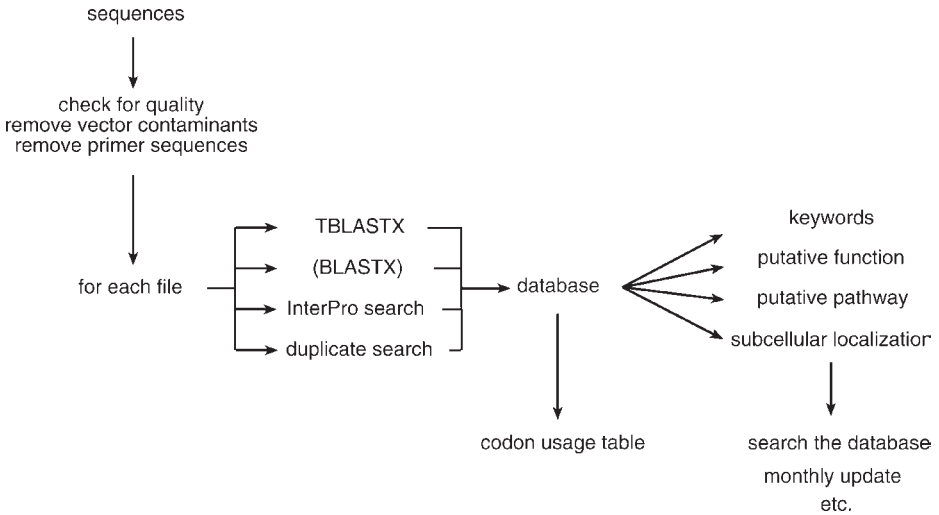 sequences
check for quality
remove vector contaminants
remove primer sequences
for each file
TBLASTX
(BLASTX)
InterPro search
duplicate search
database
codon usage table
keywords
putative function
putative pathway
subcellular localization
search the database
monthly update
etc.